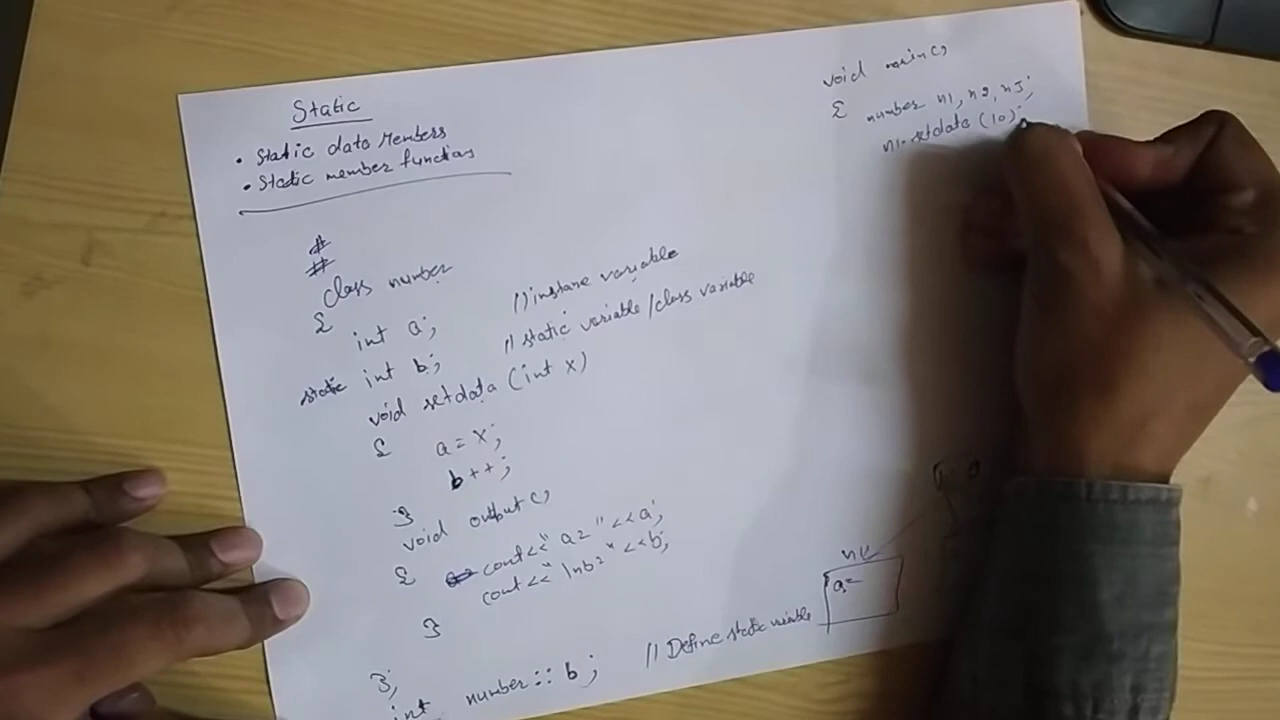 Static
• Static data Members
• Static member functions
#
#
class number
{
int a; // instance variable
static int b; // static variable / class variable
void setdata (int x)
{ a = x;
b++;
}
void output()
{ cout<<"a="<<a;
cout<<"\nb="<<b;
}
};
int number::b; // Define static variable
void main()
{ number n1, n2, n3;
n1.setdata (10);
n1
a=